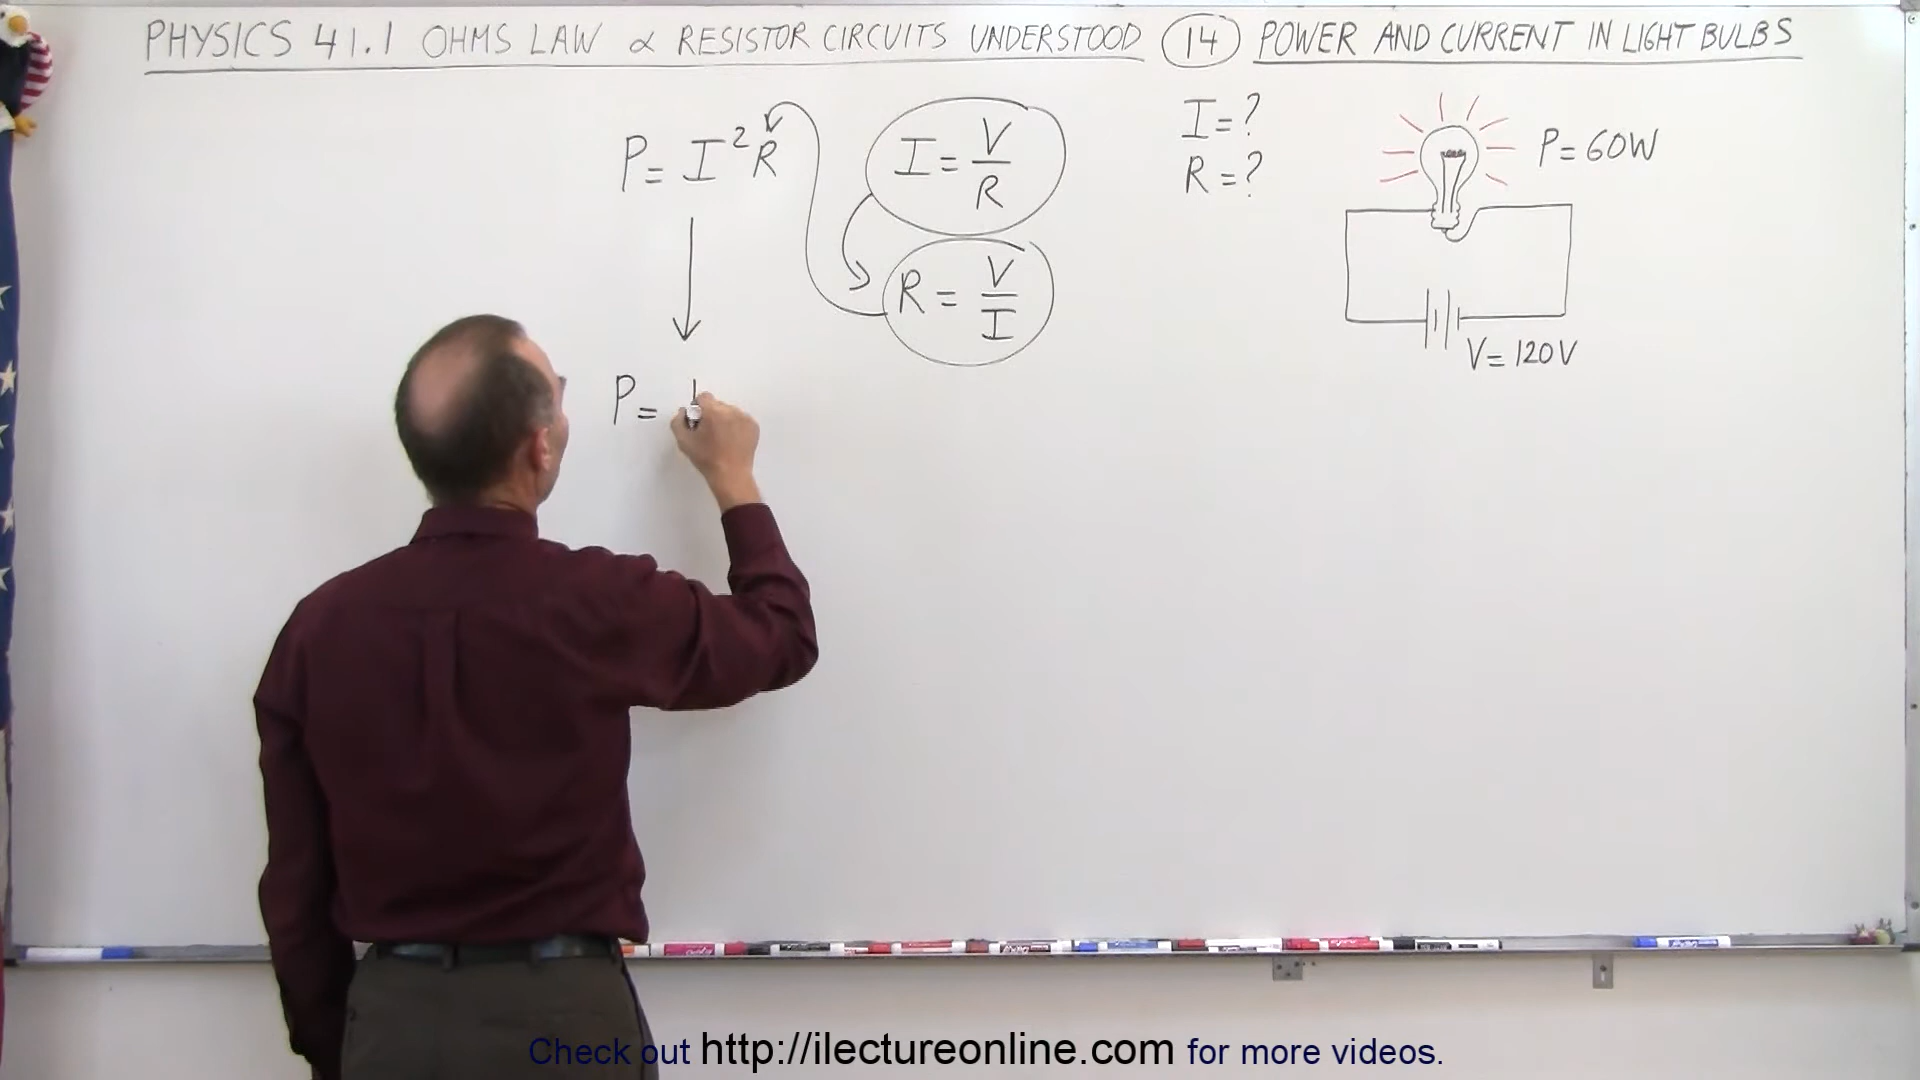 PHYSICS 41.1 OHMS LAW & RESISTOR CIRCUITS UNDERSTOOD 14 POWER AND CURRENT IN LIGHT BULBS
P = I²R
I = V/R
R = V/I
I = ?
R = ?
P = 60W
V = 120V
P =
Check out http://ilectureonline.com for more videos.